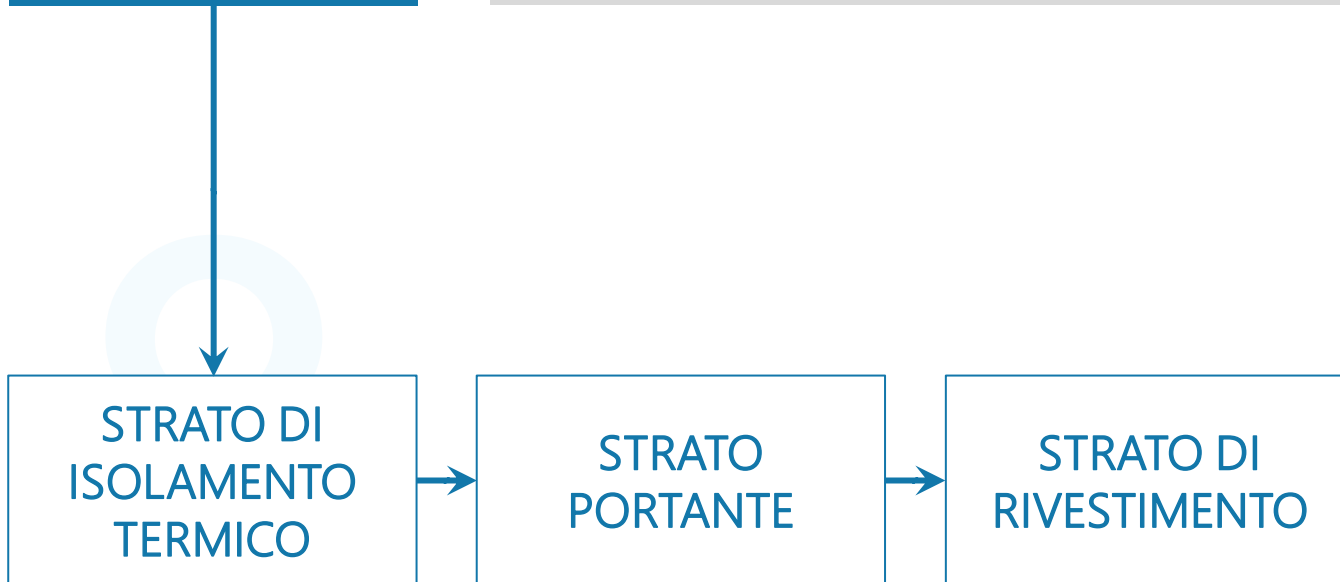 STRATO DI
ISOLAMENTO
TERMICO
STRATO
PORTANTE
STRATO DI
RIVESTIMENTO